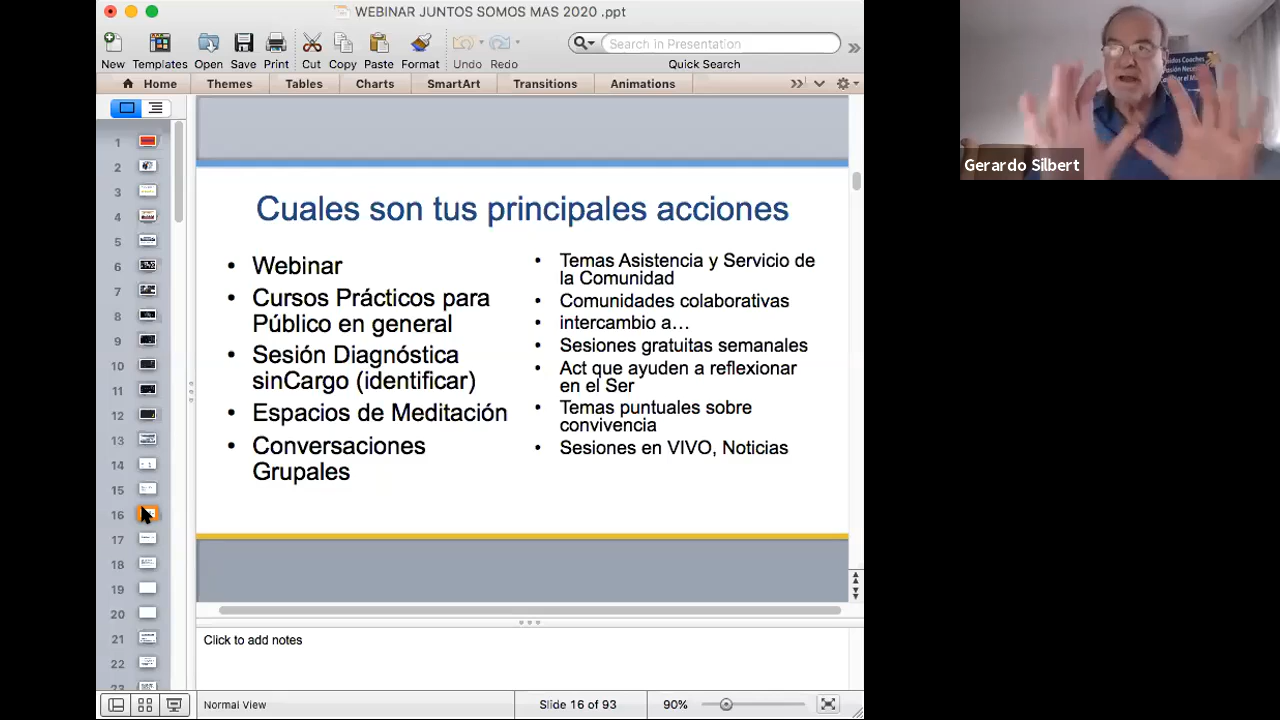 WEBINAR JUNTOS SOMOS MAS 2020 .ppt
New Templates Open Save Print Cut Copy Paste Format Undo Redo
Search in Presentation
Quick Search
Home Themes Tables Charts SmartArt Transitions Animations
1
2
3
4
5
6
7
8
9
10
11
12
13
14
15
16
17
18
19
20
21
22
Cuales son tus principales acciones
• Webinar
• Cursos Prácticos para
Público en general
• Sesión Diagnóstica
sinCargo (identificar)
• Espacios de Meditación
• Conversaciones
Grupales
• Temas Asistencia y Servicio de
la Comunidad
• Comunidades colaborativas
• intercambio a…
• Sesiones gratuitas semanales
• Act que ayuden a reflexionar
en el Ser
• Temas puntuales sobre
convivencia
• Sesiones en VIVO, Noticias
Click to add notes
Normal View
Slide 16 of 93
90%
Gerardo Silbert